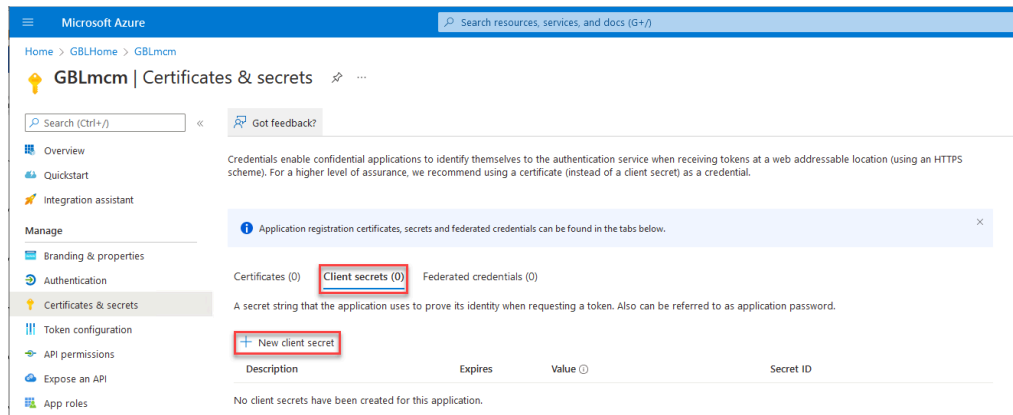 Microsoft Azure
Search resources, services, and docs (G+/)
Home > GBLHome > GBLmcm
GBLmcm | Certificates & secrets
Search (Ctrl+/)
«
Got feedback?
Overview
Quickstart
Integration assistant
Manage
Branding & properties
Authentication
Certificates & secrets
Token configuration
API permissions
Expose an API
App roles
Credentials enable confidential applications to identify themselves to the authentication service when receiving tokens at a web addressable location (using an HTTPS
scheme). For a higher level of assurance, we recommend using a certificate (instead of a client secret) as a credential.
Application registration certificates, secrets and federated credentials can be found in the tabs below.
Certificates (0) Client secrets (0) Federated credentials (0)
A secret string that the application uses to prove its identity when requesting a token. Also can be referred to as application password.
+ New client secret
Description Expires Value Secret ID
No client secrets have been created for this application.